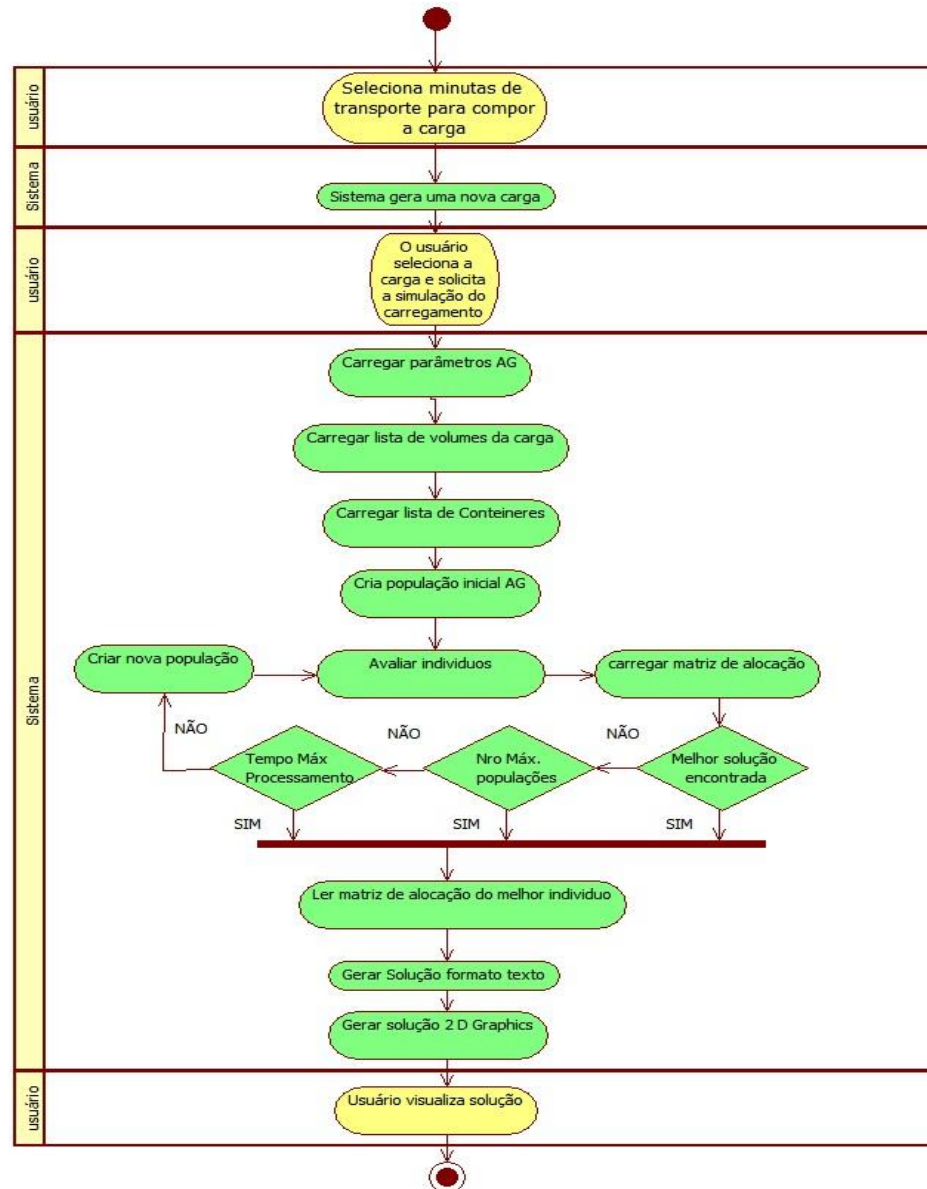 usuário
Seleciona minutas de
transporte para compor
a carga
Sistema
Sistema gera uma nova carga
usuário
O usuário
seleciona a
carga e solicita
a simulação do
carregamento
Sistema
Carregar parâmetros AG
Carregar lista de volumes da carga
Carregar lista de Conteineres
Cria população inicial AG
Criar nova população
Avaliar individuos
carregar matriz de alocação
NÃO
NÃO
NÃO
Tempo Máx
Processamento
Nro Máx.
populações
Melhor solução
encontrada
SIM
SIM
SIM
Ler matriz de alocação do melhor individuo
Gerar Solução formato texto
Gerar solução 2 D Graphics
usuário
Usuário visualiza solução